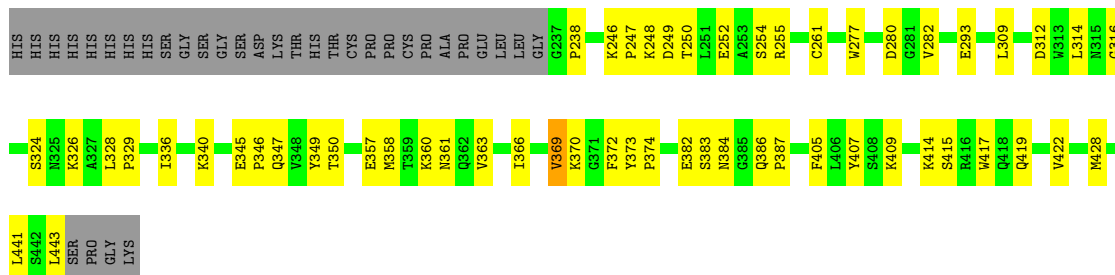 HIS HIS HIS HIS HIS HIS HIS HIS SER GLY SER GLY SER ASP LYS THR HIS THR CYS PRO PRO CYS PRO ALA PRO GLU LEU LEU GLY G237 P238 K246 P247 K248 D249 T250 L251 E252 A253 S254 R255 C261 W277 D280 G281 V282 E293 L309 D312 W313 L314 N315 G316
S324 N325 K326 A327 L328 P329 I336 K340 E345 P346 Q347 V348 Y349 T350 E357 M358 T359 K360 N361 Q362 V363 I366 V369 K370 G371 F372 Y373 P374 E382 S383 N384 G385 Q386 P387 F405 L406 Y407 S408 K409 K414 S415 R416 W417 Q418 Q419 V422 M428
L441 S442 L443 SER PRO GLY LYS